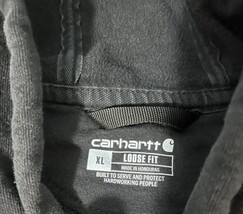 carhartt
XL LOOSE FIT
MADE IN HONDURAS
BUILT TO SERVE AND PROTECT
HARDWORKING PEOPLE